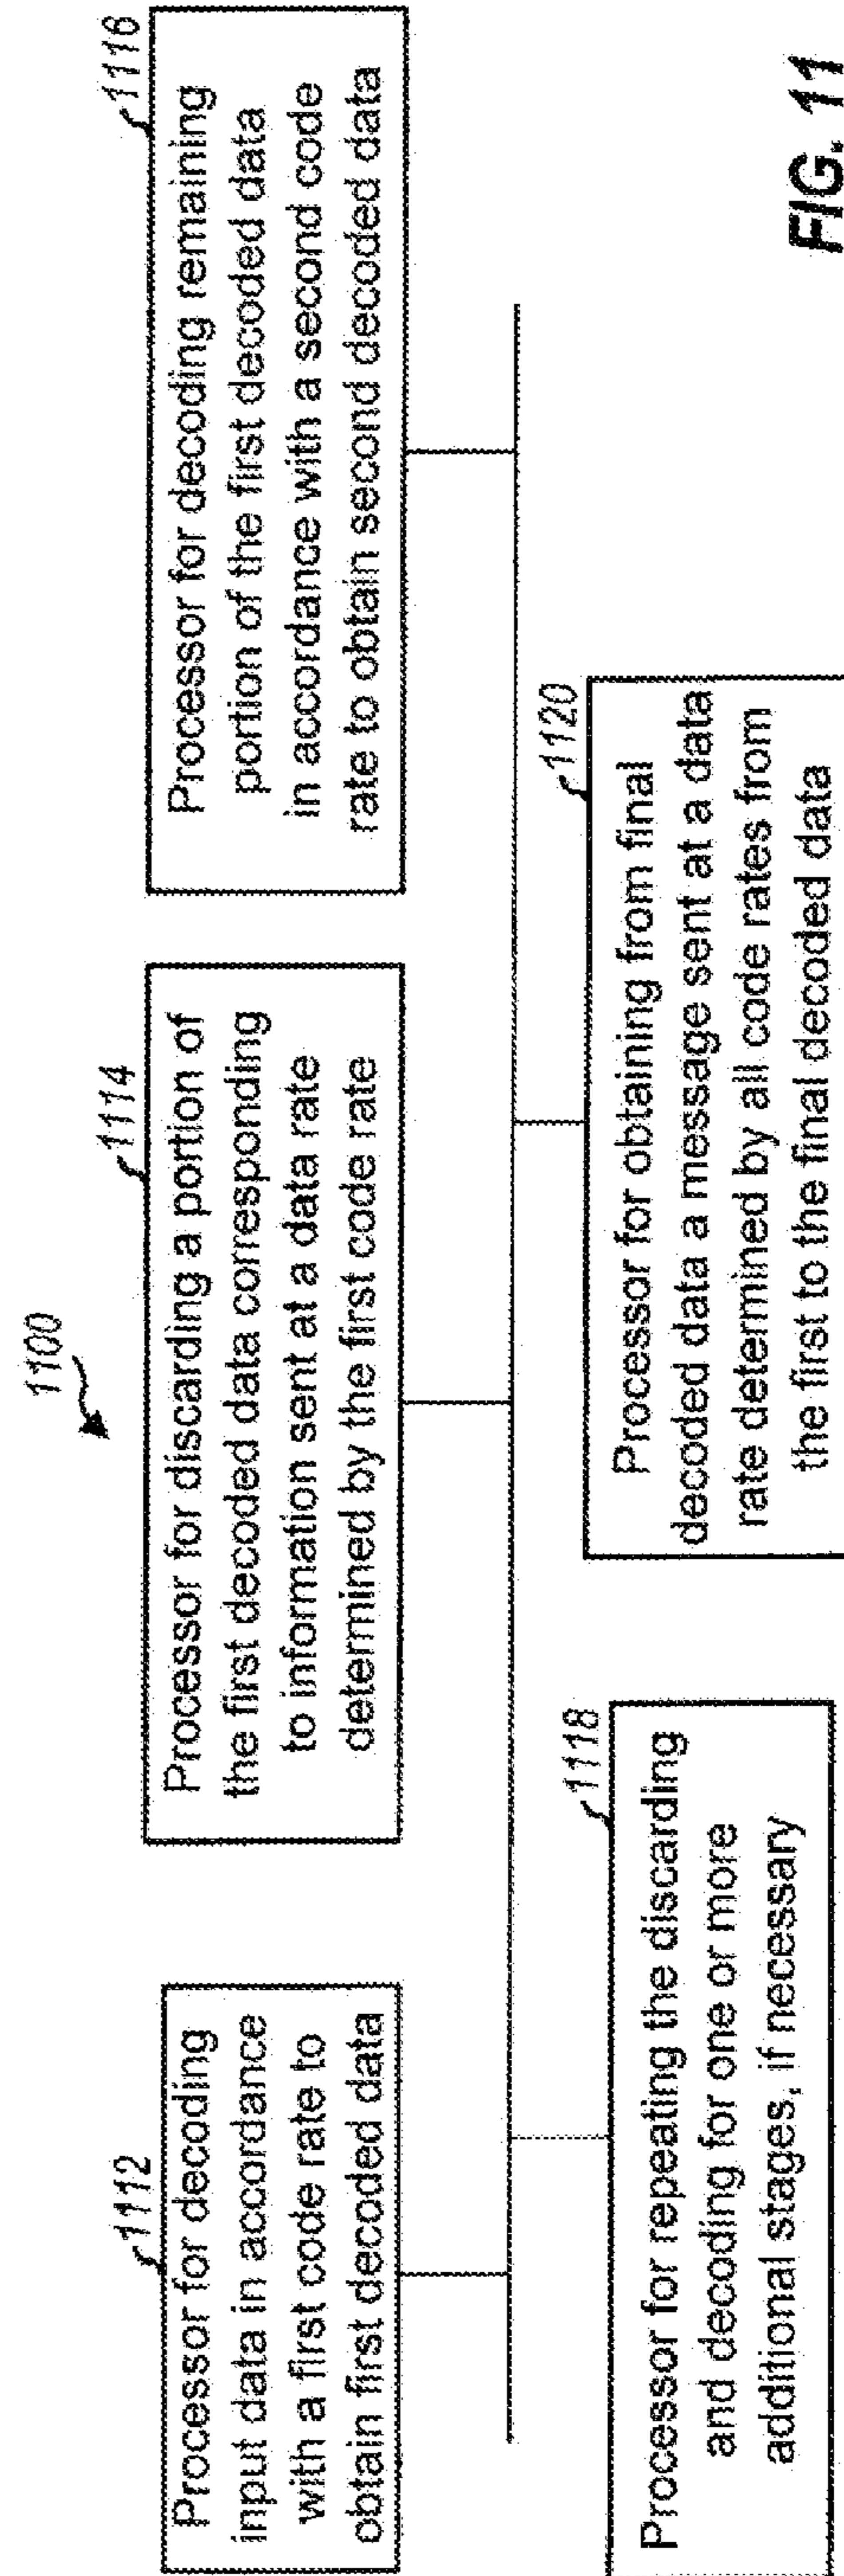 1100
1112
Processor for decoding
input data in accordance
with a first code rate to
obtain first decoded data
1114
Processor for discarding a portion of
the first decoded data corresponding
to information sent at a data rate
determined by the first code rate
1116
Processor for decoding remaining
portion of the first decoded data
in accordance with a second code
rate to obtain second decoded data
1118
Processor for repeating the discarding
and decoding for one or more
additional stages, if necessary
1120
Processor for obtaining from final
decoded data a message sent at a data
rate determined by all code rates from
the first to the final decoded data
FIG. 11